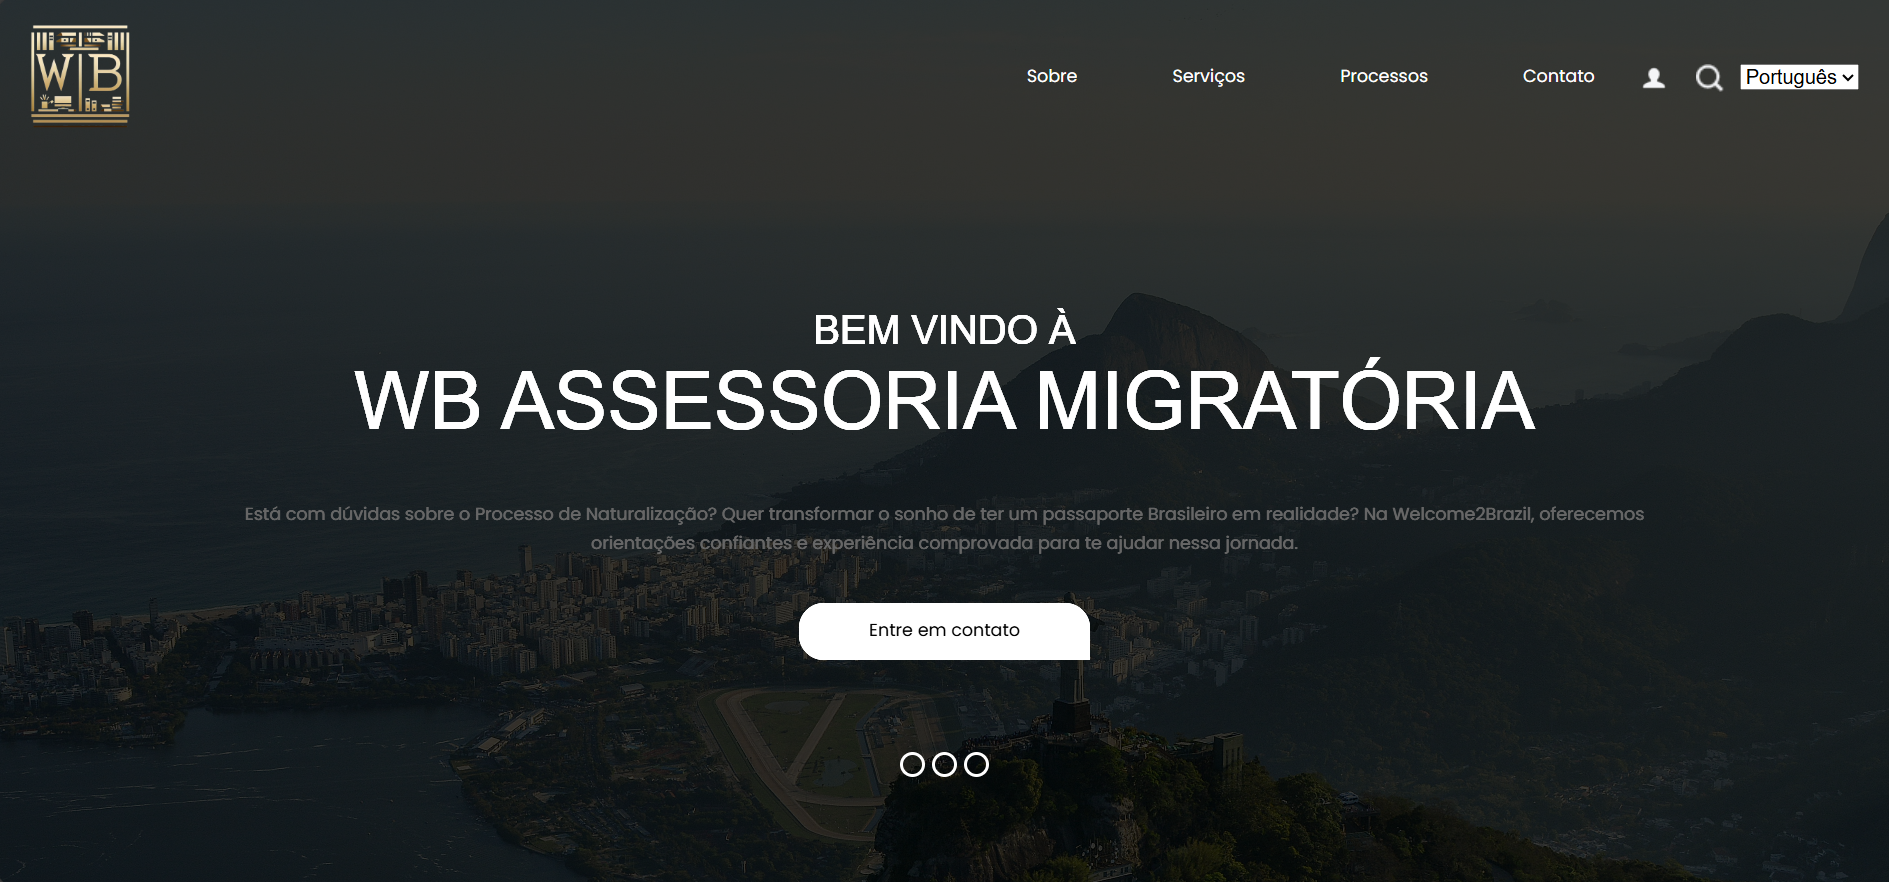 WB
Sobre Serviços Processos Contato Português
BEM VINDO À
WB ASSESSORIA MIGRATÓRIA
Está com dúvidas sobre o Processo de Naturalização? Quer transformar o sonho de ter um passaporte Brasileiro em realidade? Na Welcome2Brazil, oferecemos
orientações confiantes e experiência comprovada para te ajudar nessa jornada.
Entre em contato